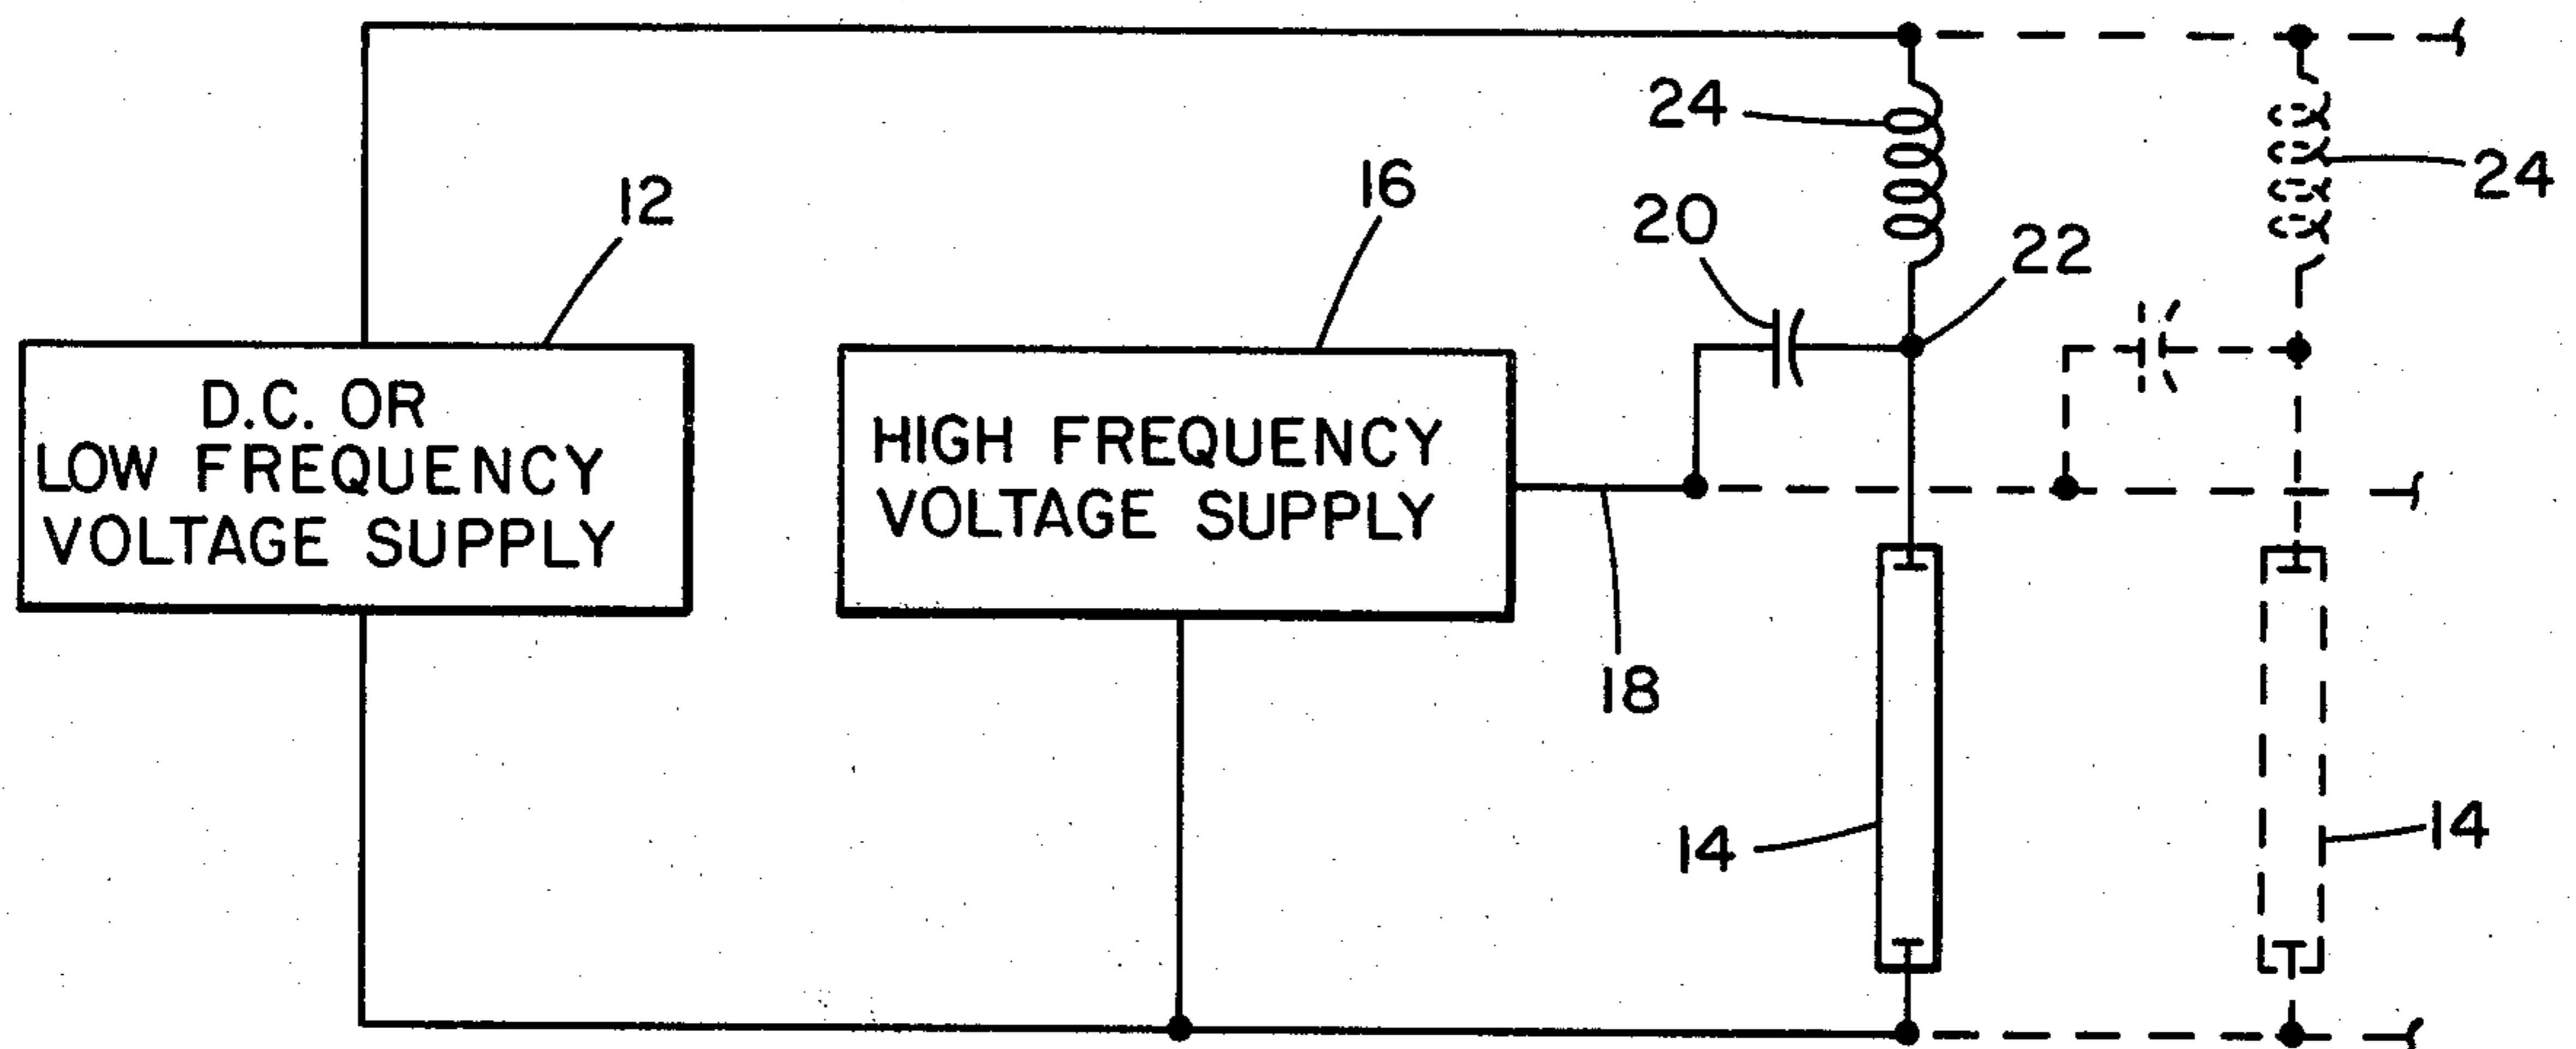 24
24
12
16
20
22
D.C. OR
LOW FREQUENCY
VOLTAGE SUPPLY
HIGH FREQUENCY
VOLTAGE SUPPLY
18
14
14